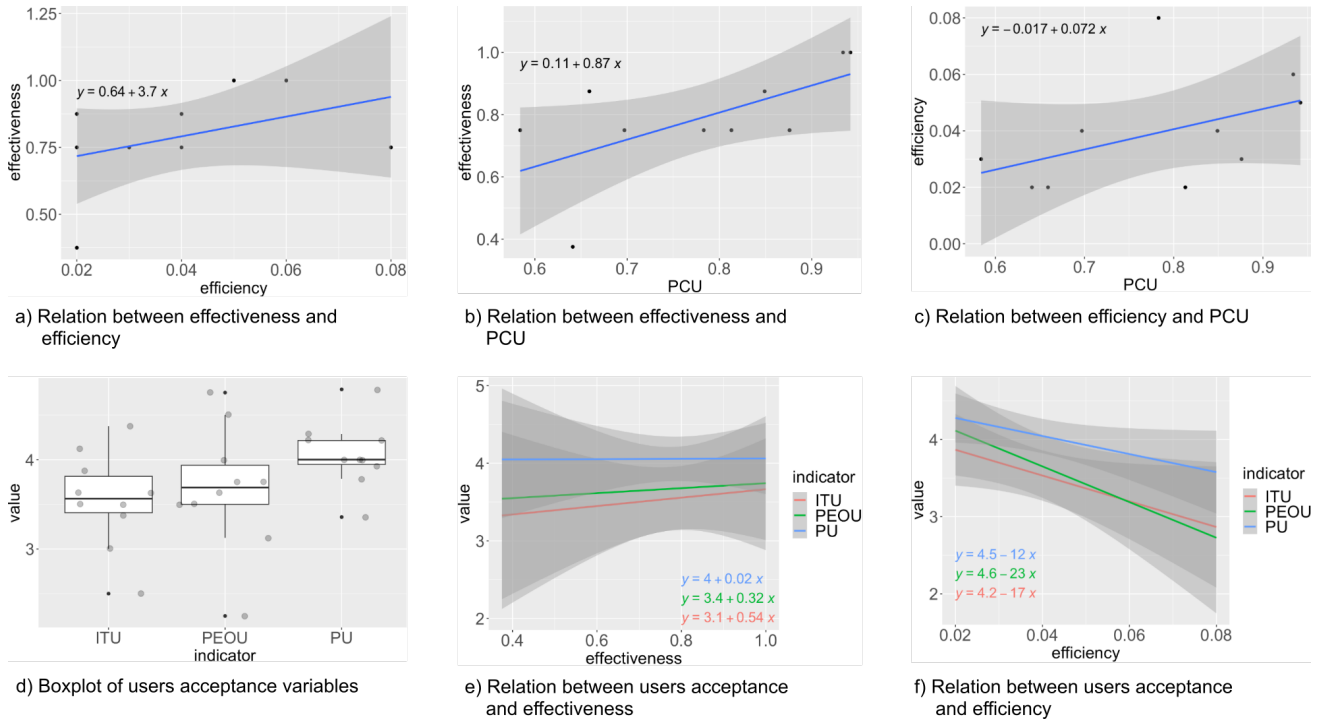 1.25
1.00
0.75
0.50
effectiveness
y = 0.64 + 3.7 x
0.02 0.04 0.06 0.08
efficiency
a) Relation between effectiveness and
efficiency
1.0
0.8
0.6
0.4
effectiveness
y = 0.11 + 0.87 x
0.6 0.7 0.8 0.9
PCU
b) Relation between effectiveness and
PCU
0.08
0.06
0.04
0.02
0.00
efficiency
y = −0.017 + 0.072 x
0.6 0.7 0.8 0.9
PCU
c) Relation between efficiency and PCU
4
3
value
ITU PEOU PU
indicator
d) Boxplot of users acceptance variables
5
4
3
2
value
y = 4 + 0.02 x
y = 3.4 + 0.32 x
y = 3.1 + 0.54 x
0.4 0.6 0.8 1.0
effectiveness
indicator
ITU
PEOU
PU
e) Relation between users acceptance
and effectiveness
4
3
2
value
y = 4.5 − 12 x
y = 4.6 − 23 x
y = 4.2 − 17 x
0.02 0.04 0.06 0.08
efficiency
indicator
ITU
PEOU
PU
f) Relation between users acceptance
and efficiency